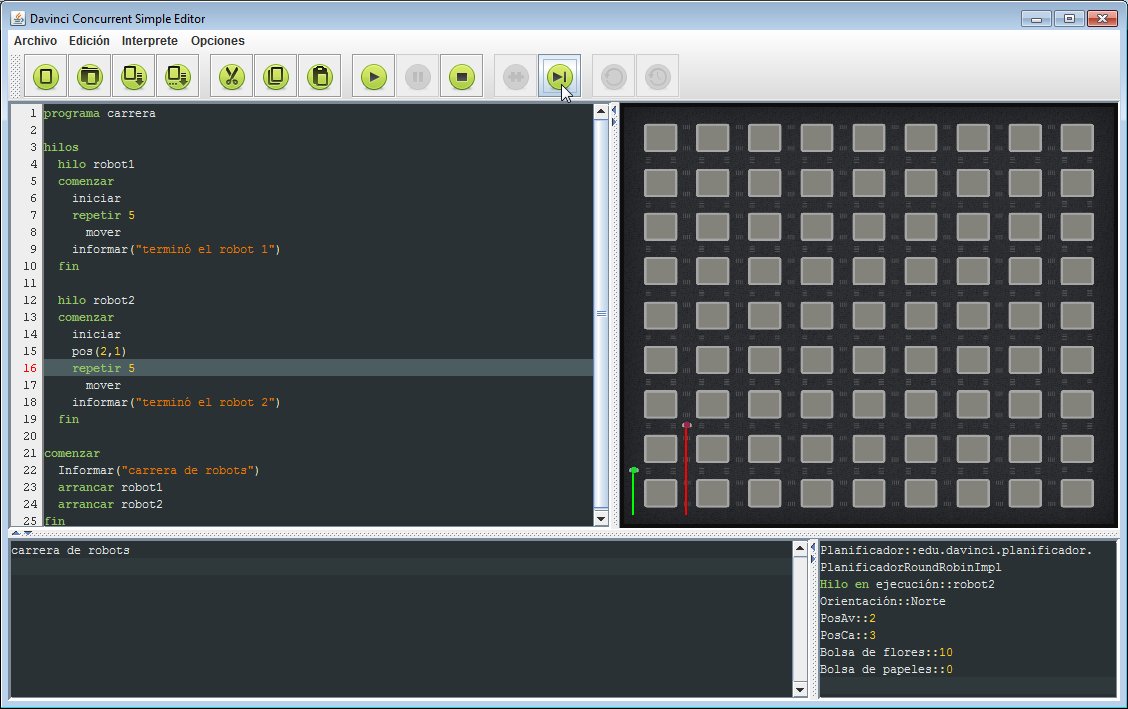 Davinci Concurrent Simple Editor
Archivo Edición Interprete Opciones
1 programa carrera
2
3 hilos
4 hilo robot1
5 comenzar
6 iniciar
7 repetir 5
8 mover
9 informar("terminó el robot 1")
10 fin
11
12 hilo robot2
13 comenzar
14 iniciar
15 pos(2,1)
16 repetir 5
17 mover
18 informar("terminó el robot 2")
19 fin
20
21 comenzar
22 Informar("carrera de robots")
23 arrancar robot1
24 arrancar robot2
25 fin
carrera de robots
Planificador::edu.davinci.planificador.
PlanificadorRoundRobinImpl
Hilo en ejecución::robot2
Orientación::Norte
PosAv::2
PosCa::3
Bolsa de flores::10
Bolsa de papeles::0